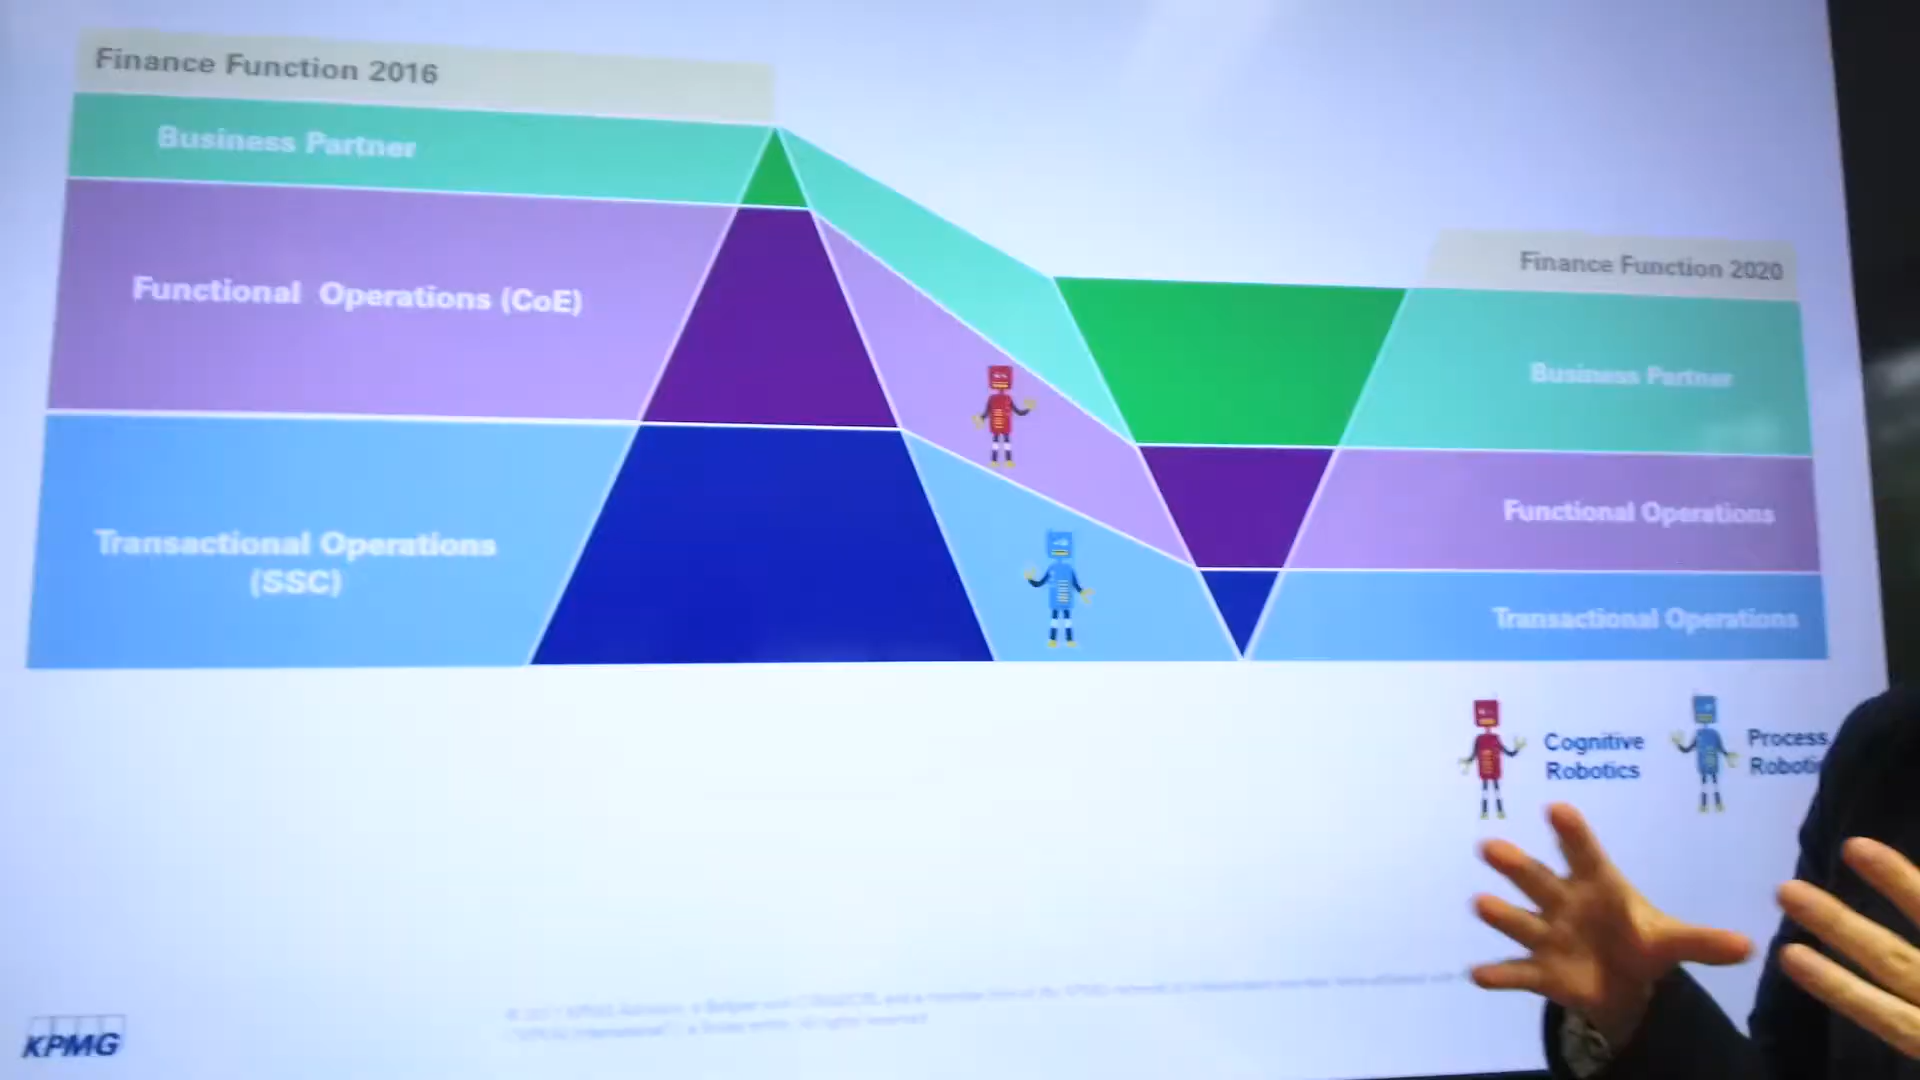 Finance Function 2016
Business Partner
Functional Operations (CoE)
Transactional Operations
(SSC)
Finance Function 2020
Business Partner
Functional Operations
Transactional Operations
Cognitive
Robotics
Process
KPMG